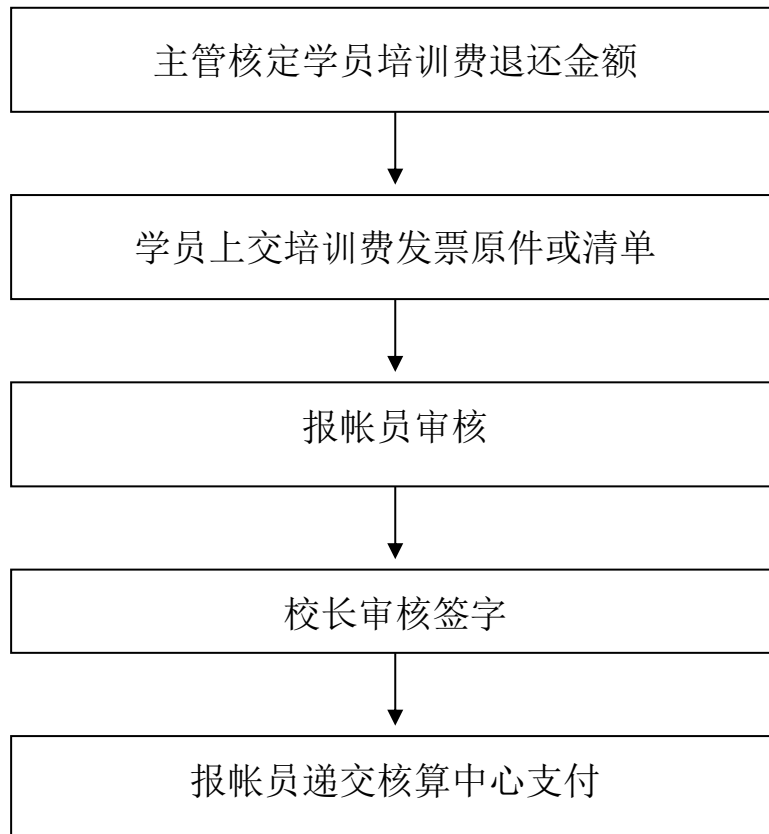 主管核定学员培训费退还金额
学员上交培训费发票原件或清单
报帐员审核
校长审核签字
报帐员递交核算中心支付